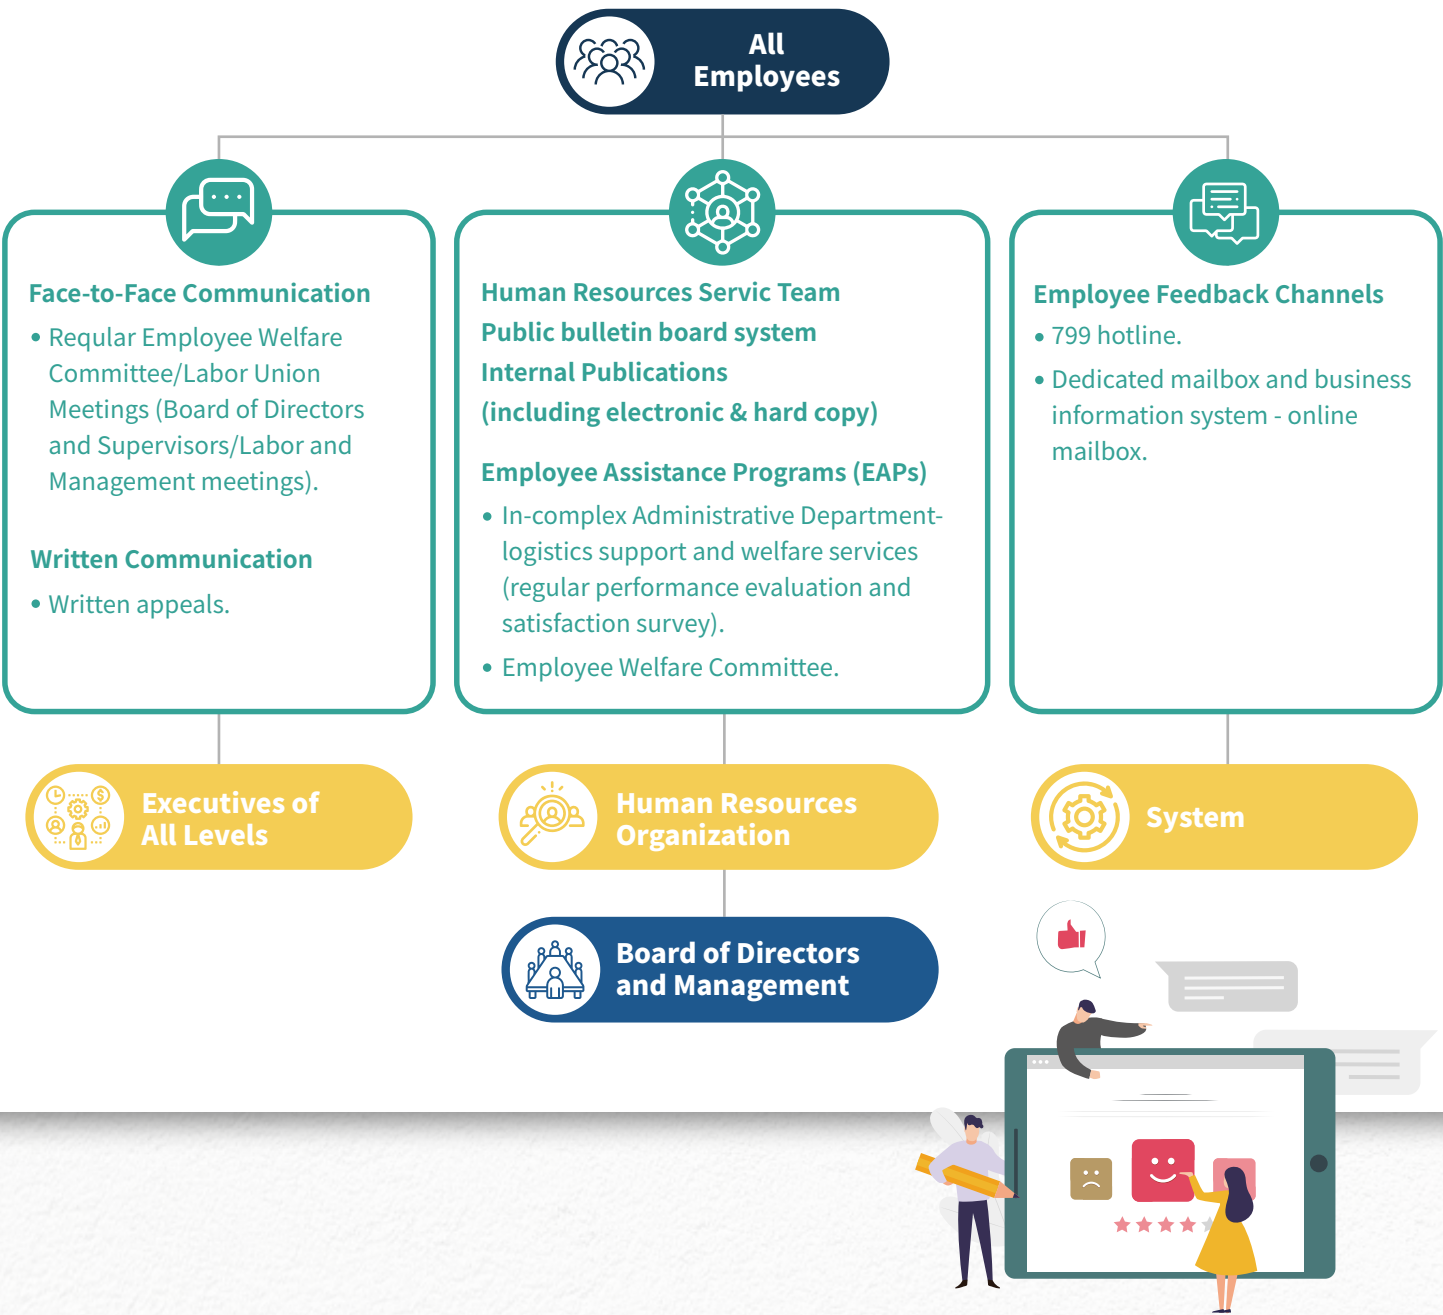 All
Employees
Face-to-Face Communication
• Reqular Employee Welfare
Committee/Labor Union
Meetings (Board of Directors
and Supervisors/Labor and
Management meetings).
Written Communication
• Written appeals.
Human Resources Servic Team
Public bulletin board system
Internal Publications
(including electronic & hard copy)
Employee Assistance Programs (EAPs)
• In-complex Administrative Department-
logistics support and welfare services
(regular performance evaluation and
satisfaction survey).
• Employee Welfare Committee.
Employee Feedback Channels
• 799 hotline.
• Dedicated mailbox and business
information system - online
mailbox.
Executives of
All Levels
Human Resources
Organization
System
Board of Directors
and Management